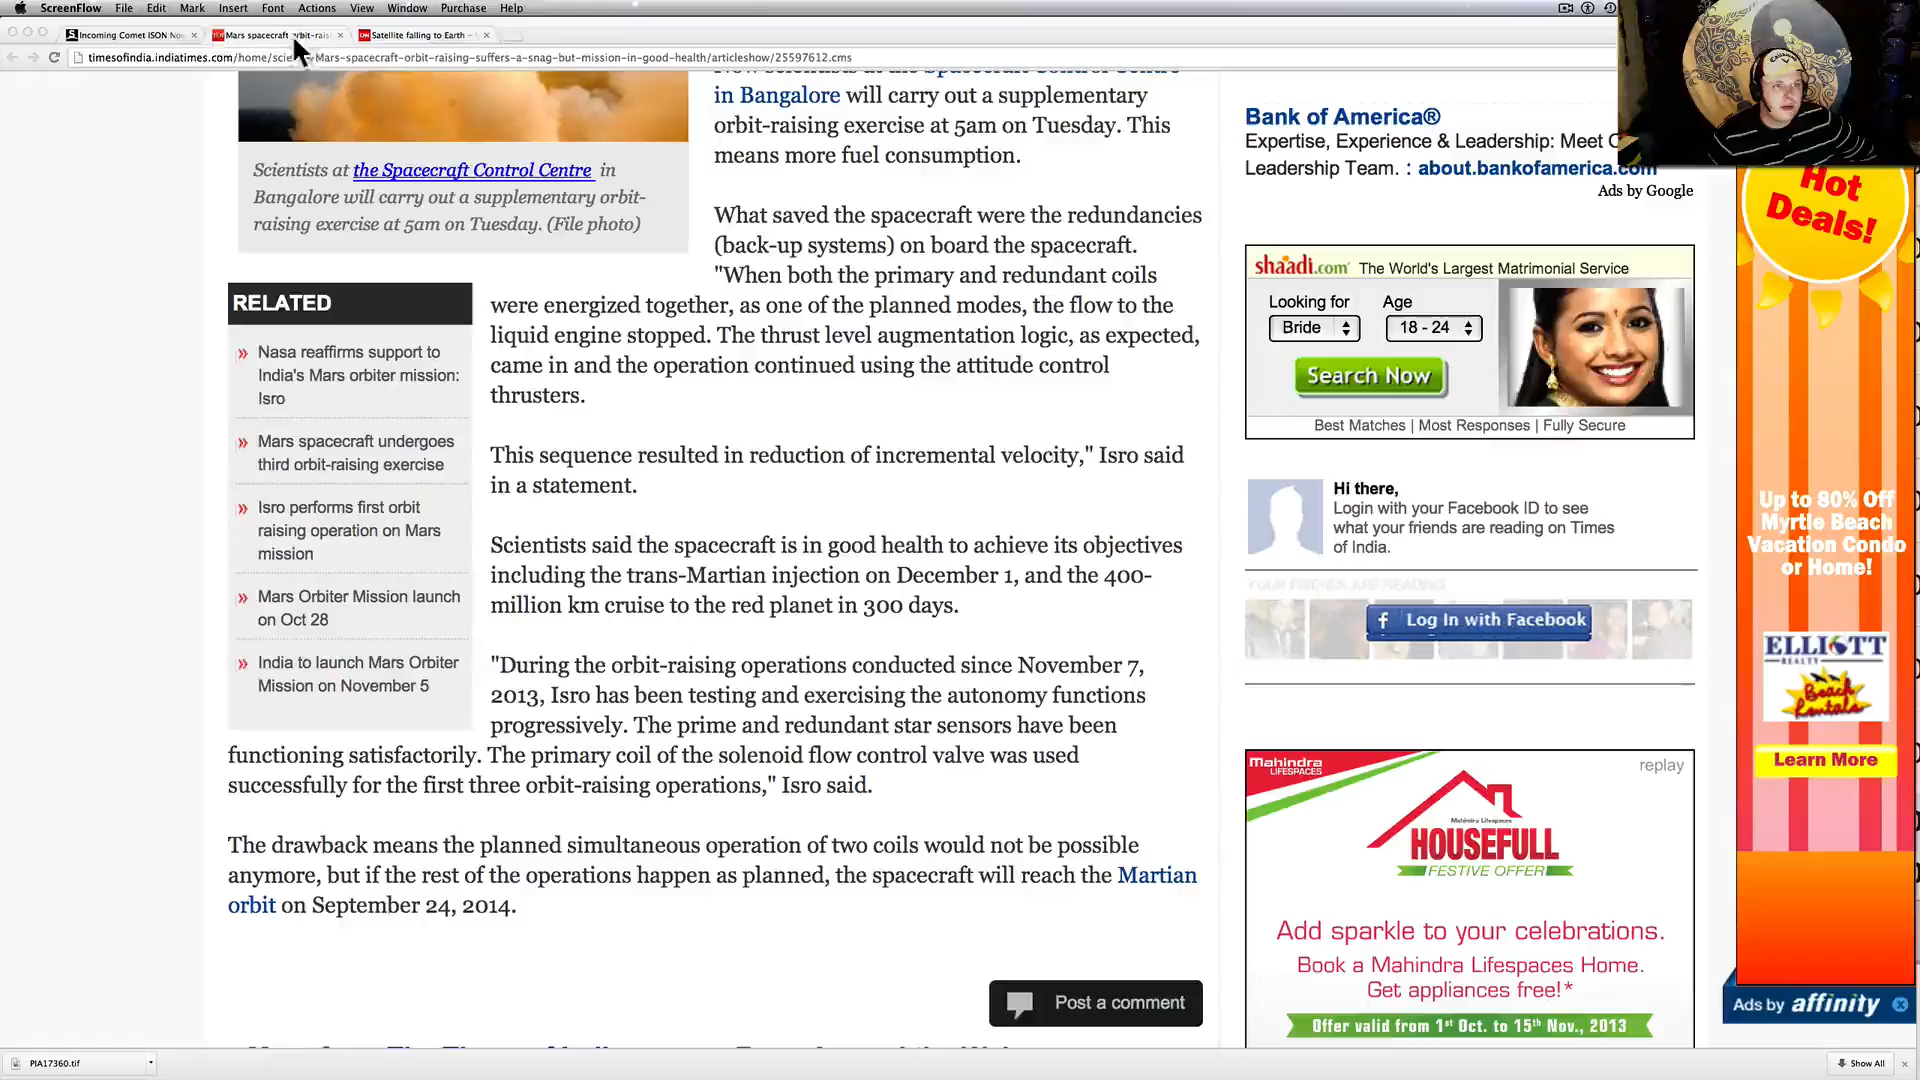 ScreenFlow File Edit Mark Insert Font Actions View Window Purchase Help
Incoming Comet ISON Now
Mars spacecraft orbit-rais
Satellite falling to Earth -
timesofindia.indiatimes.com/home/scie Mars-spacecraft-orbit-raising-suffers-a-snag-but-mission-in-good-health/articleshow/25597612.cms
Scientists at the Spacecraft Control Centre in
Bangalore will carry out a supplementary orbit-
raising exercise at 5am on Tuesday. (File photo)
Now scientists at the Spacecraft Control Centre
in Bangalore will carry out a supplementary
orbit-raising exercise at 5am on Tuesday. This
means more fuel consumption.
What saved the spacecraft were the redundancies
(back-up systems) on board the spacecraft.
"When both the primary and redundant coils
were energized together, as one of the planned modes, the flow to the
liquid engine stopped. The thrust level augmentation logic, as expected,
came in and the operation continued using the attitude control
thrusters.
This sequence resulted in reduction of incremental velocity," Isro said
in a statement.
Scientists said the spacecraft is in good health to achieve its objectives
including the trans-Martian injection on December 1, and the 400-
million km cruise to the red planet in 300 days.
"During the orbit-raising operations conducted since November 7,
2013, Isro has been testing and exercising the autonomy functions
progressively. The prime and redundant star sensors have been
functioning satisfactorily. The primary coil of the solenoid flow control valve was used
successfully for the first three orbit-raising operations," Isro said.
The drawback means the planned simultaneous operation of two coils would not be possible
anymore, but if the rest of the operations happen as planned, the spacecraft will reach the Martian
orbit on September 24, 2014.
RELATED
» Nasa reaffirms support to
India's Mars orbiter mission:
Isro
» Mars spacecraft undergoes
third orbit-raising exercise
» Isro performs first orbit
raising operation on Mars
mission
» Mars Orbiter Mission launch
on Oct 28
» India to launch Mars Orbiter
Mission on November 5
Post a comment
Bank of America®
Expertise, Experience & Leadership: Meet
Leadership Team. : about.bankofamerica.com
Ads by Google
shaadi.com The World's Largest Matrimonial Service
Looking for Age
Bride 18 - 24
Search Now
Best Matches | Most Responses | Fully Secure
Hi there,
Login with your Facebook ID to see
what your friends are reading on Times
of India.
YOUR FRIENDS ARE READING
f Log In with Facebook
Mahindra
LIFESPACES
replay
Mahindra Lifespaces
HOUSEFULL
FESTIVE OFFER
Add sparkle to your celebrations.
Book a Mahindra Lifespaces Home.
Get appliances free!*
Offer valid from 1st Oct. to 15th Nov., 2013
Hot
Deals!
Up to 80% Off
Myrtle Beach
Vacation Condo
or Home!
ELLIOTT
REALTY
Beach
Rentals
Learn More
Ads by affinity
PIA17360.tif
Show All